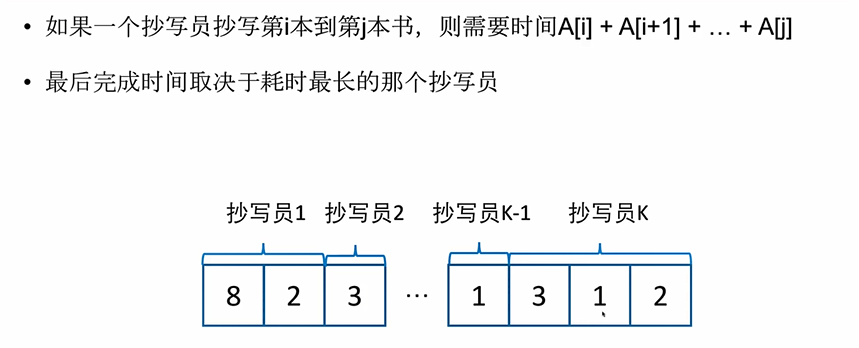 • 如果一个抄写员抄写第i本到第j本书，则需要时间A[i] + A[i+1] + … + A[j]
• 最后完成时间取决于耗时最长的那个抄写员
抄写员1 抄写员2 抄写员K-1 抄写员K
8 2 3 … 1 3 1 2